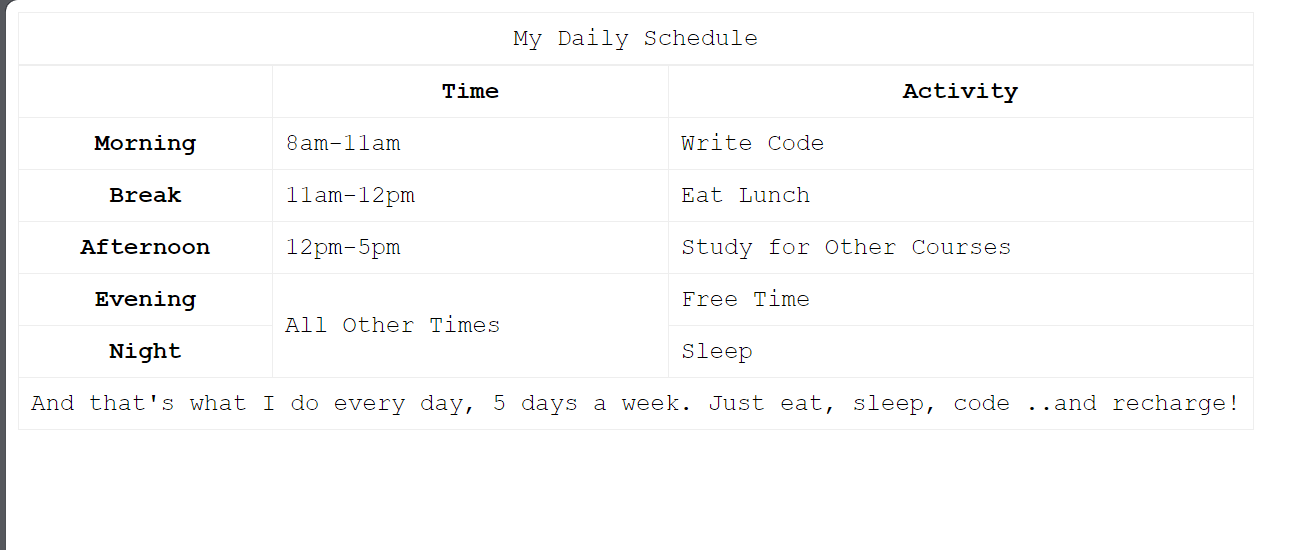 My Daily Schedule
Time Activity
Morning 8am-11am Write Code
Break 11am-12pm Eat Lunch
Afternoon 12pm-5pm Study for Other Courses
Evening Free Time
All Other Times
Night Sleep
And that's what I do every day, 5 days a week. Just eat, sleep, code ..and recharge!